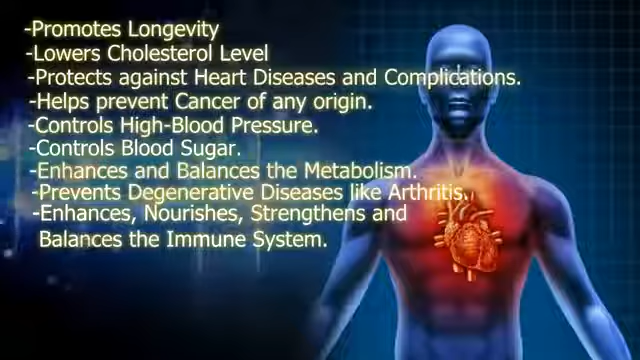 -Promotes Longevity
-Lowers Cholesterol Level
-Protects against Heart Diseases and Complications.
-Helps prevent Cancer of any origin.
-Controls High-Blood Pressure.
-Controls Blood Sugar.
-Enhances and Balances the Metabolism.
-Prevents Degenerative Diseases like Arthritis.
-Enhances, Nourishes, Strengthens and
Balances the Immune System.